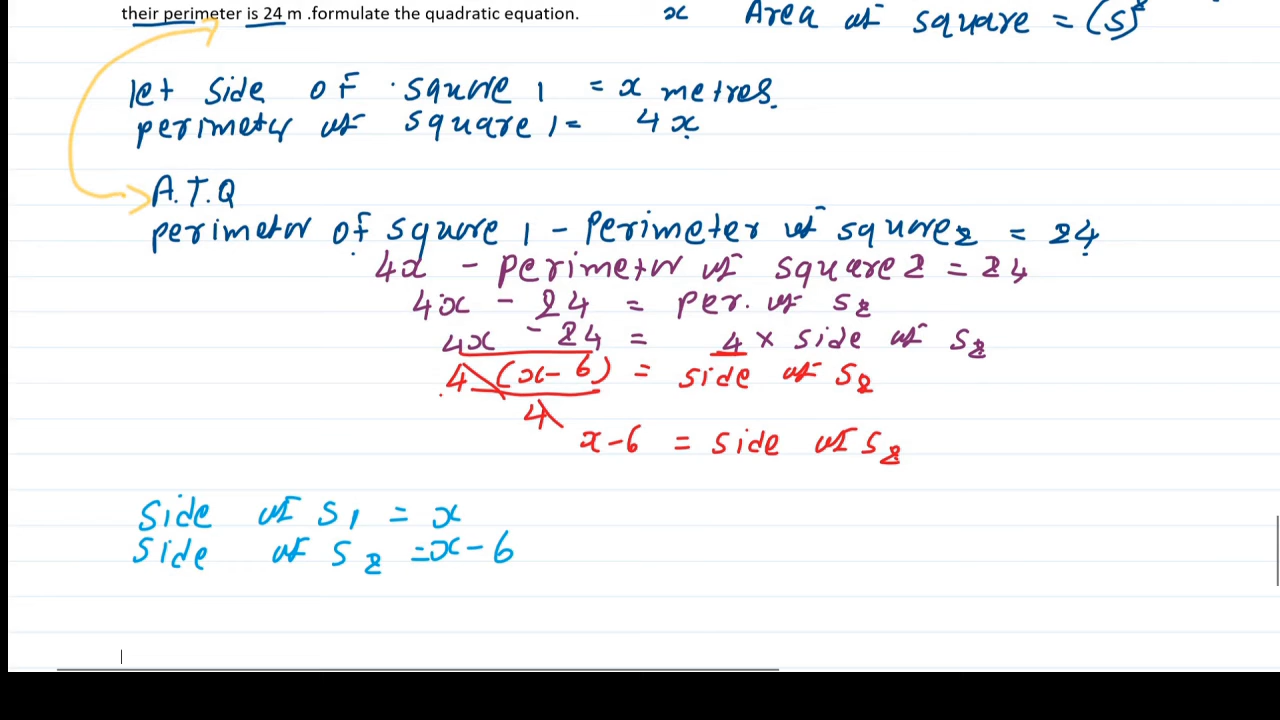 their perimeter is 24 m .formulate the quadratic equation.
x Area of square = (s)²
let side of square 1 = x metres.
perimeter of square 1 = 4x
A.T.Q
perimeter of square 1 - Perimeter of square 2 = 24
4x - perimeter of square 2 = 24
4x - 24 = per. of S2
4x - 24 = 4 × side of S2
4 (x-6) = side of S2
4
x-6 = side of S2
Side of S1 = x
Side of S2 = x-6